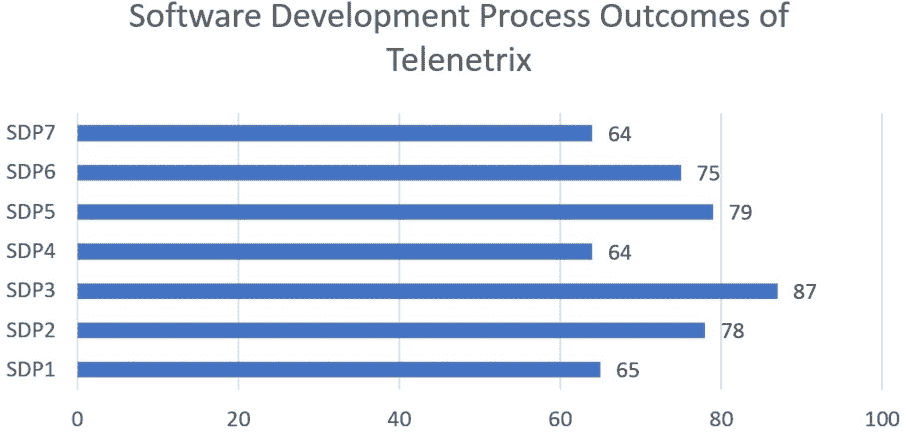 Software Development Process Outcomes of
Telenetrix
SDP7 64
SDP6 75
SDP5 79
SDP4 64
SDP3 87
SDP2 78
SDP1 65
0 20 40 60 80 100